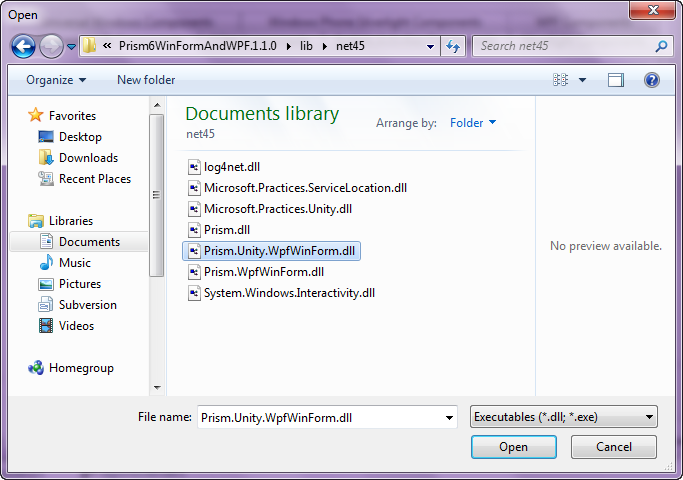 Open
« Prism6WinFormAndWPF.1.1.0 lib net45
Search net45
Organize New folder
Favorites
Desktop
Downloads
Recent Places
Libraries
Documents
Music
Pictures
Subversion
Videos
Homegroup
Documents library
net45
Arrange by: Folder
log4net.dll
Microsoft.Practices.ServiceLocation.dll
Microsoft.Practices.Unity.dll
Prism.dll
Prism.Unity.WpfWinForm.dll
Prism.WpfWinForm.dll
System.Windows.Interactivity.dll
No preview available.
File name: Prism.Unity.WpfWinForm.dll
Executables (*.dll; *.exe)
Open Cancel